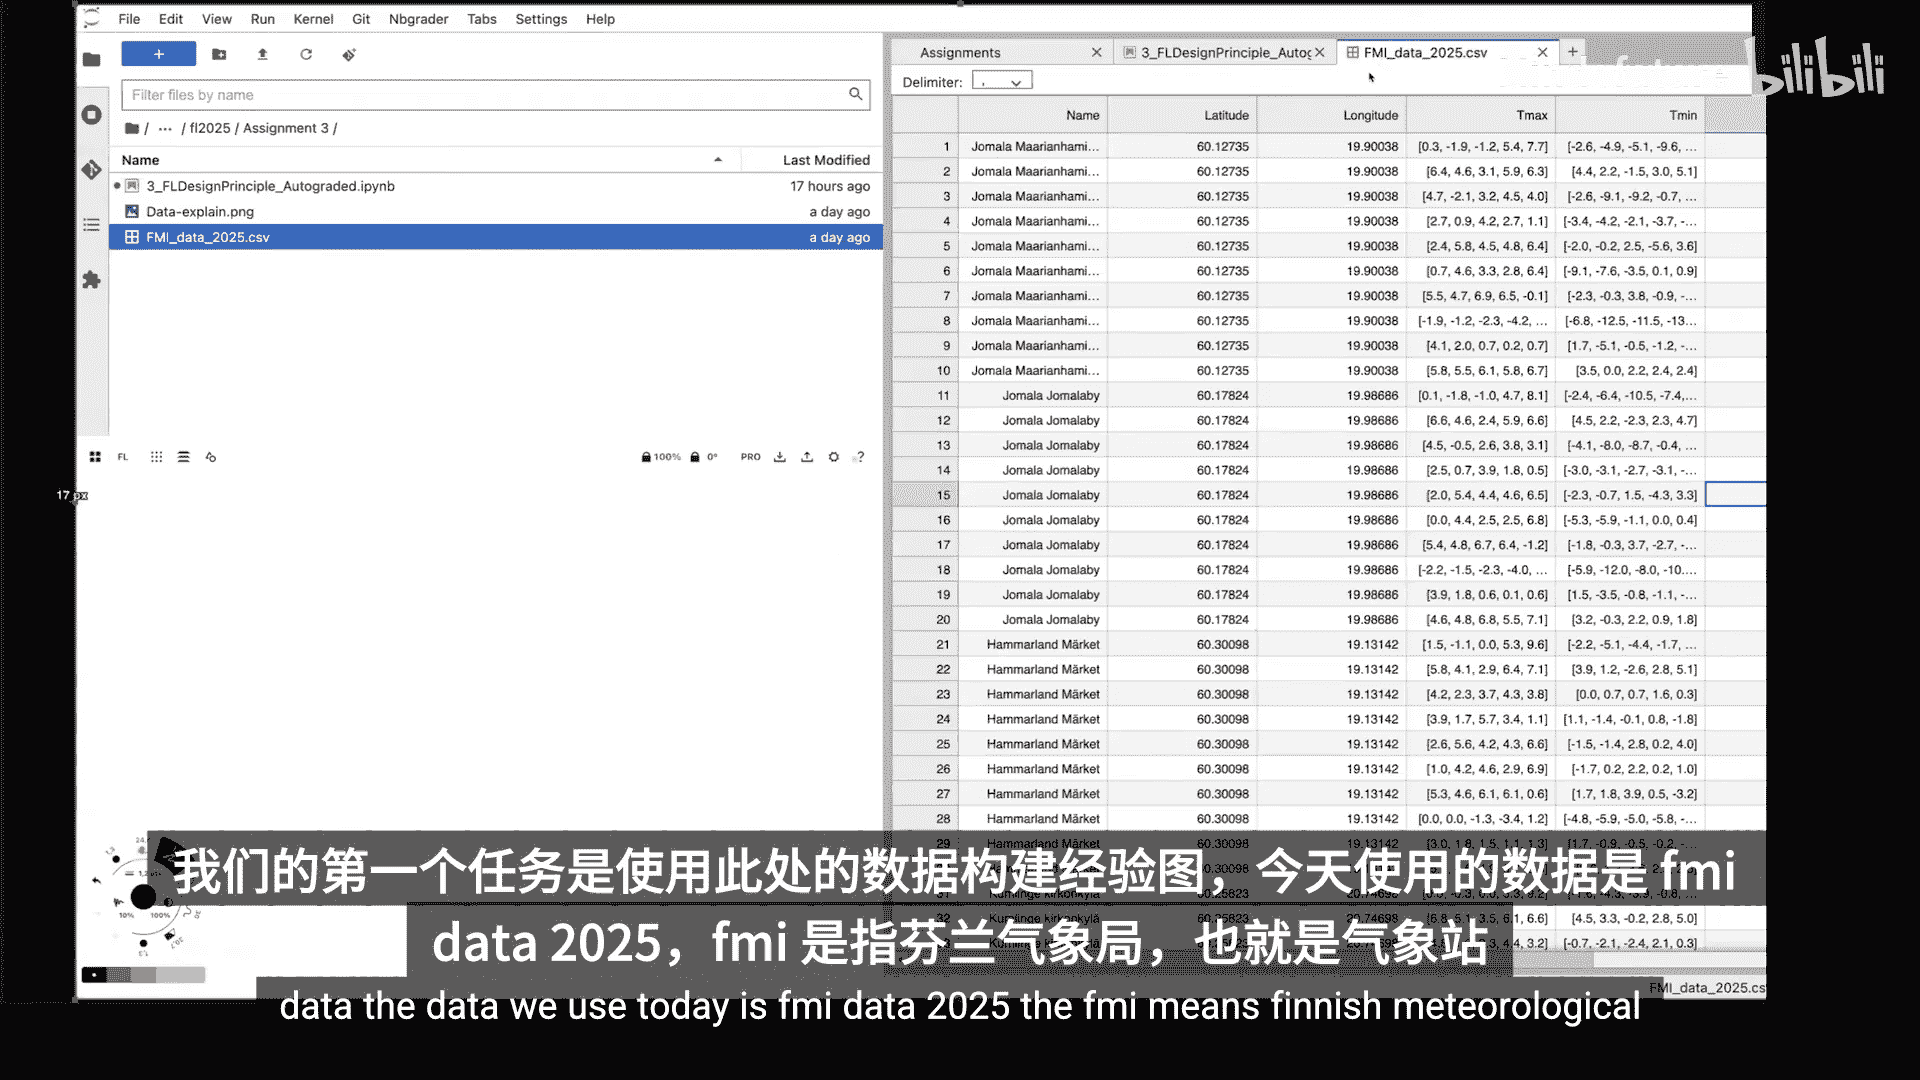 File Edit View Run Kernel Git Nbgrader Tabs Settings Help
+
Filter files by name
/ ··· / fl2025 / Assignment 3 /
Name Last Modified
3_FLDesignPrinciple_Autograded.ipynb 17 hours ago
Data-explain.png a day ago
FMI_data_2025.csv a day ago
FL 100% 0° PRO ?
17 px
10% 100%
Assignments 3_FLDesignPrinciple_Autog FMI_data_2025.csv +
bilibili
Delimiter: ,
Name Latitude Longitude Tmax Tmin
1 Jomala Maarianhami... 60.12735 19.90038 [0.3, -1.9, -1.2, 5.4, 7.7] [-2.6, -4.9, -5.1, -9.6, ...
2 Jomala Maarianhami... 60.12735 19.90038 [6.4, 4.6, 3.1, 5.9, 6.3] [4.4, 2.2, -1.5, 3.0, 5.1]
3 Jomala Maarianhami... 60.12735 19.90038 [4.7, -2.1, 3.2, 4.5, 4.0] [-2.6, -9.1, -9.2, -0.7, ...
4 Jomala Maarianhami... 60.12735 19.90038 [2.7, 0.9, 4.2, 2.7, 1.1] [-3.4, -4.2, -2.1, -3.7, -...
5 Jomala Maarianhami... 60.12735 19.90038 [2.4, 5.8, 4.5, 4.8, 6.4] [-2.0, -0.2, 2.5, -5.6, 3.6]
6 Jomala Maarianhami... 60.12735 19.90038 [0.7, 4.6, 3.3, 2.8, 6.4] [-9.1, -7.6, -3.5, 0.1, 0.9]
7 Jomala Maarianhami... 60.12735 19.90038 [5.5, 4.7, 6.9, 6.5, -0.1] [-2.3, -0.3, 3.8, -0.9, -...
8 Jomala Maarianhami... 60.12735 19.90038 [-1.9, -1.2, -2.3, -4.2, ... [-6.8, -12.5, -11.5, -13...
9 Jomala Maarianhami... 60.12735 19.90038 [4.1, 2.0, 0.7, 0.2, 0.7] [1.7, -5.1, -0.5, -1.2, -...
10 Jomala Maarianhami... 60.12735 19.90038 [5.8, 5.5, 6.1, 5.8, 6.7] [3.5, 0.0, 2.2, 2.4, 2.4]
11 Jomala Jomalaby 60.17824 19.98686 [0.1, -1.8, -1.0, 4.7, 8.1] [-2.4, -6.4, -10.5, -7.4,...
12 Jomala Jomalaby 60.17824 19.98686 [6.6, 4.6, 2.4, 5.9, 6.6] [4.5, 2.2, -2.3, 2.3, 4.7]
13 Jomala Jomalaby 60.17824 19.98686 [4.5, -0.5, 2.6, 3.8, 3.1] [-4.1, -8.0, -8.7, -0.4, ...
14 Jomala Jomalaby 60.17824 19.98686 [2.5, 0.7, 3.9, 1.8, 0.5] [-3.0, -3.1, -2.7, -3.1, -...
15 Jomala Jomalaby 60.17824 19.98686 [2.0, 5.4, 4.4, 4.6, 6.5] [-2.3, -0.7, 1.5, -4.3, 3.3]
16 Jomala Jomalaby 60.17824 19.98686 [0.0, 4.4, 2.5, 2.5, 6.8] [-5.3, -5.9, -1.1, 0.0, 0.4]
17 Jomala Jomalaby 60.17824 19.98686 [5.4, 4.8, 6.7, 6.4, -1.2] [-1.8, -0.3, 3.7, -2.7, -...
18 Jomala Jomalaby 60.17824 19.98686 [-2.2, -1.5, -2.3, -4.0, ... [-5.9, -12.0, -8.0, -10....
19 Jomala Jomalaby 60.17824 19.98686 [3.9, 1.8, 0.6, 0.1, 0.6] [1.5, -3.5, -0.8, -1.1, -...
20 Jomala Jomalaby 60.17824 19.98686 [4.6, 4.8, 6.8, 5.5, 7.1] [3.2, -0.3, 2.2, 0.9, 1.8]
21 Hammarland Märket 60.30098 19.13142 [1.5, -1.1, 0.0, 5.3, 9.6] [-2.2, -5.1, -4.4, -1.7, ...
22 Hammarland Märket 60.30098 19.13142 [5.8, 4.1, 2.9, 6.4, 7.1] [3.9, 1.2, -2.6, 2.8, 5.1]
23 Hammarland Märket 60.30098 19.13142 [4.2, 2.3, 3.7, 4.3, 3.8] [0.0, 0.7, 0.7, 1.6, 0.3]
24 Hammarland Märket 60.30098 19.13142 [3.9, 1.7, 5.7, 3.4, 1.1] [1.1, -1.4, -0.1, 0.8, -1.8]
25 Hammarland Märket 60.30098 19.13142 [2.6, 5.6, 4.2, 4.3, 6.6] [-1.5, -1.4, 2.8, 0.2, 4.0]
26 Hammarland Märket 60.30098 19.13142 [1.0, 4.2, 4.6, 2.9, 6.9] [-1.7, 0.2, 2.2, 0.2, 1.0]
27 Hammarland Märket 60.30098 19.13142 [5.3, 4.6, 6.1, 6.1, 0.6] [1.7, 1.8, 3.9, 0.5, -3.2]
28 Hammarland Märket 60.30098 19.13142 [0.0, 0.0, -1.3, -3.4, 1.2] [-4.8, -5.9, -5.0, -5.8, -...
[4.5, 3.3, -0.2, 2.8, 5.0]
[-0.7, -2.1, -2.4, 2.1, 0.3]
FMI_data_2025.cs
我们的第一个任务是使用此处的数据构建经验图，今天使用的数据是 fmi
data 2025，fmi 是指芬兰气象局，也就是气象站
data the data we use today is fmi data 2025 the fmi means finnish meteorological